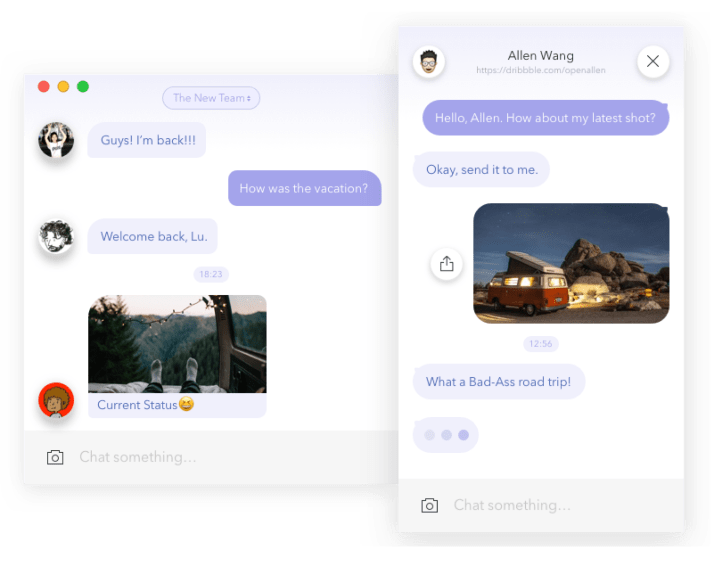 The New Team
Guys! I'm back!!!
How was the vacation?
Welcome back, Lu.
18:23
Current Status😆
Chat something...
Allen Wang
https://dribbble.com/openallen
Hello, Allen. How about my latest shot?
Okay, send it to me.
12:56
What a Bad-Ass road trip!
Chat something...